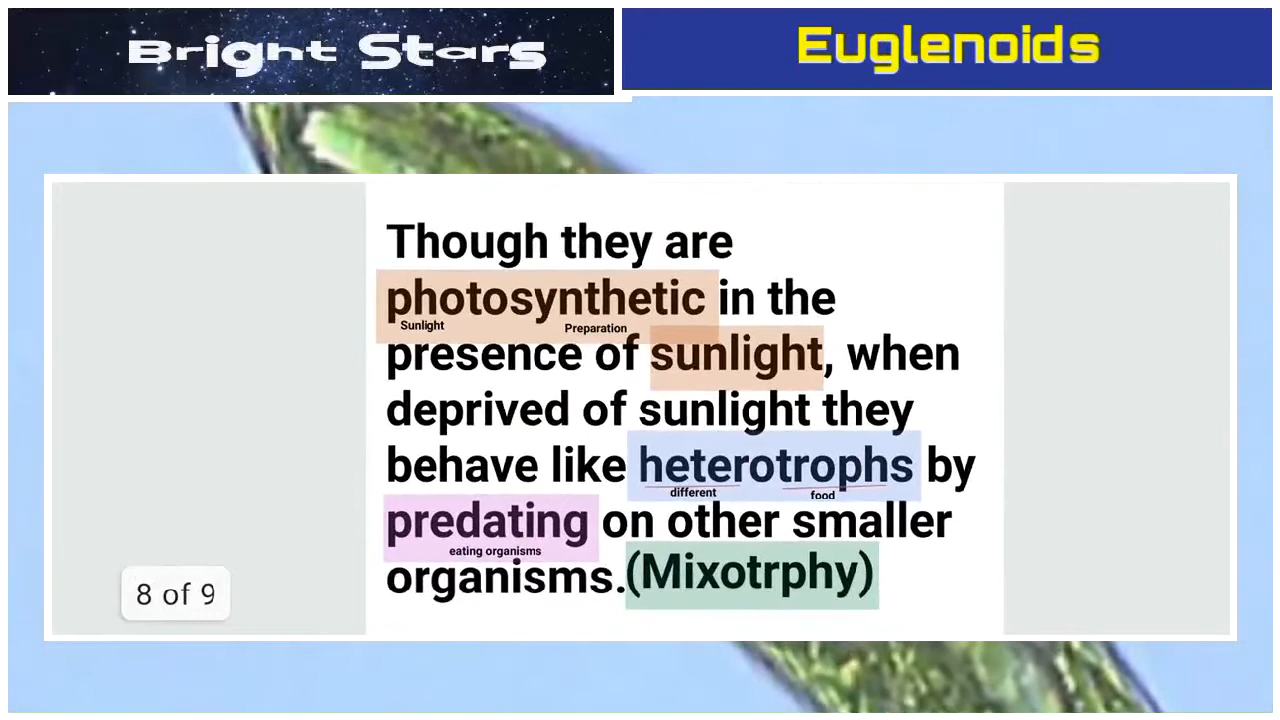 Bright Stars
Euglenoids
Though they are
photosynthetic in the
Sunlight Preparation
presence of sunlight, when
deprived of sunlight they
behave like heterotrophs by
different food
predating on other smaller
eating organisms
organisms.(Mixotrphy)
8 of 9